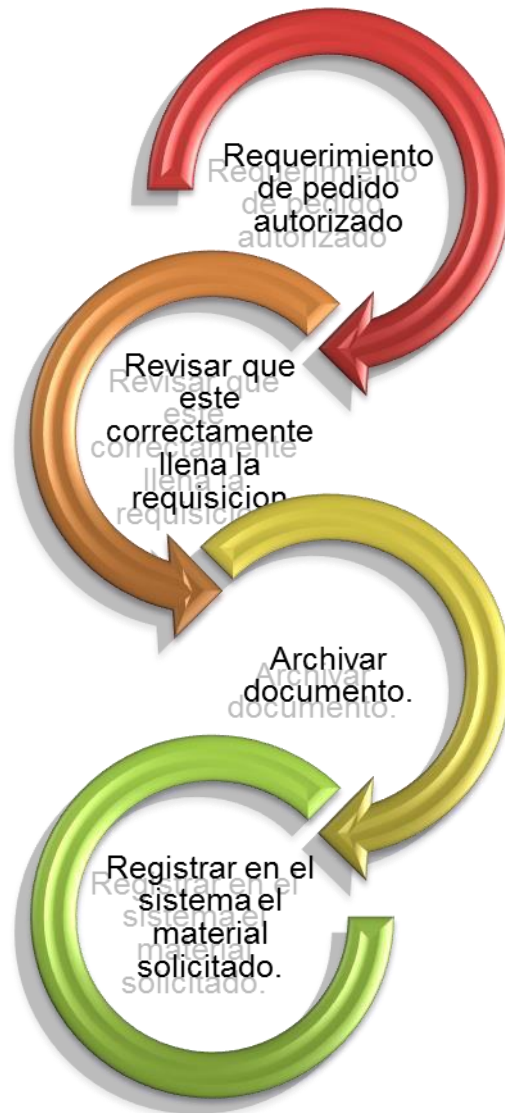 Requerimiento
de pedido
autorizado
Revisar que
este
correctamente
llena la
requisicion
Archivar
documento.
Registrar en el
sistema el
material
solicitado.